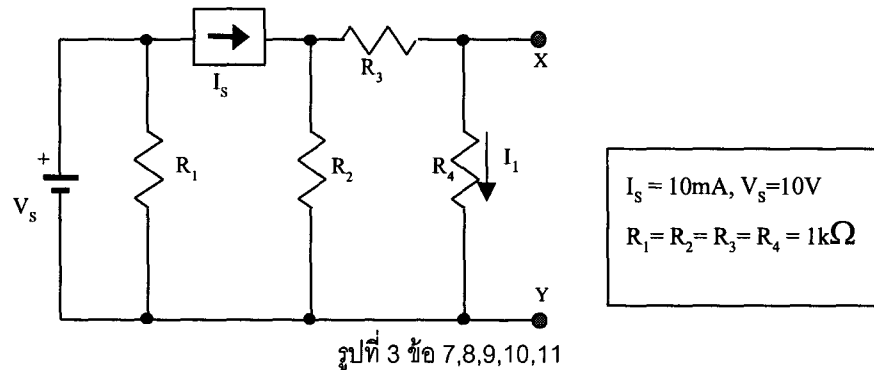 I_S
R_3
X
+
V_S
R_1
R_2
R_4
I_1
I_S = 10mA, V_S=10V
R_1= R_2= R_3= R_4 = 1kΩ
Y
รูปที่ 3 ข้อ 7,8,9,10,11